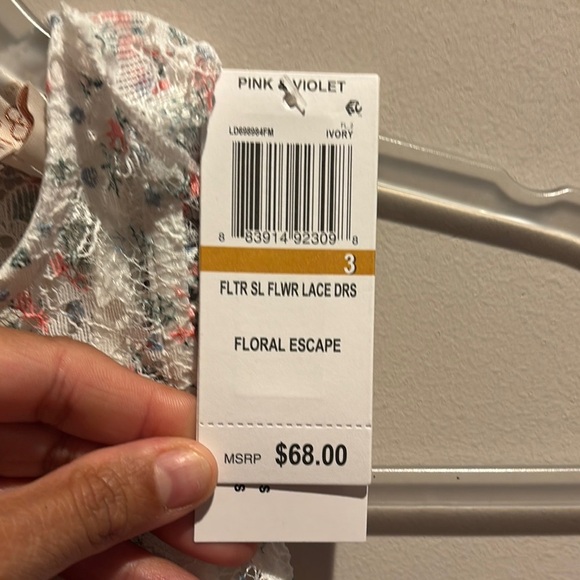 PINK & VIOLET
LD698984FM
IVORY
8 83914 92309 8
3
FLTR SL FLWR LACE DRS
FLORAL ESCAPE
MSRP $68.00
S S